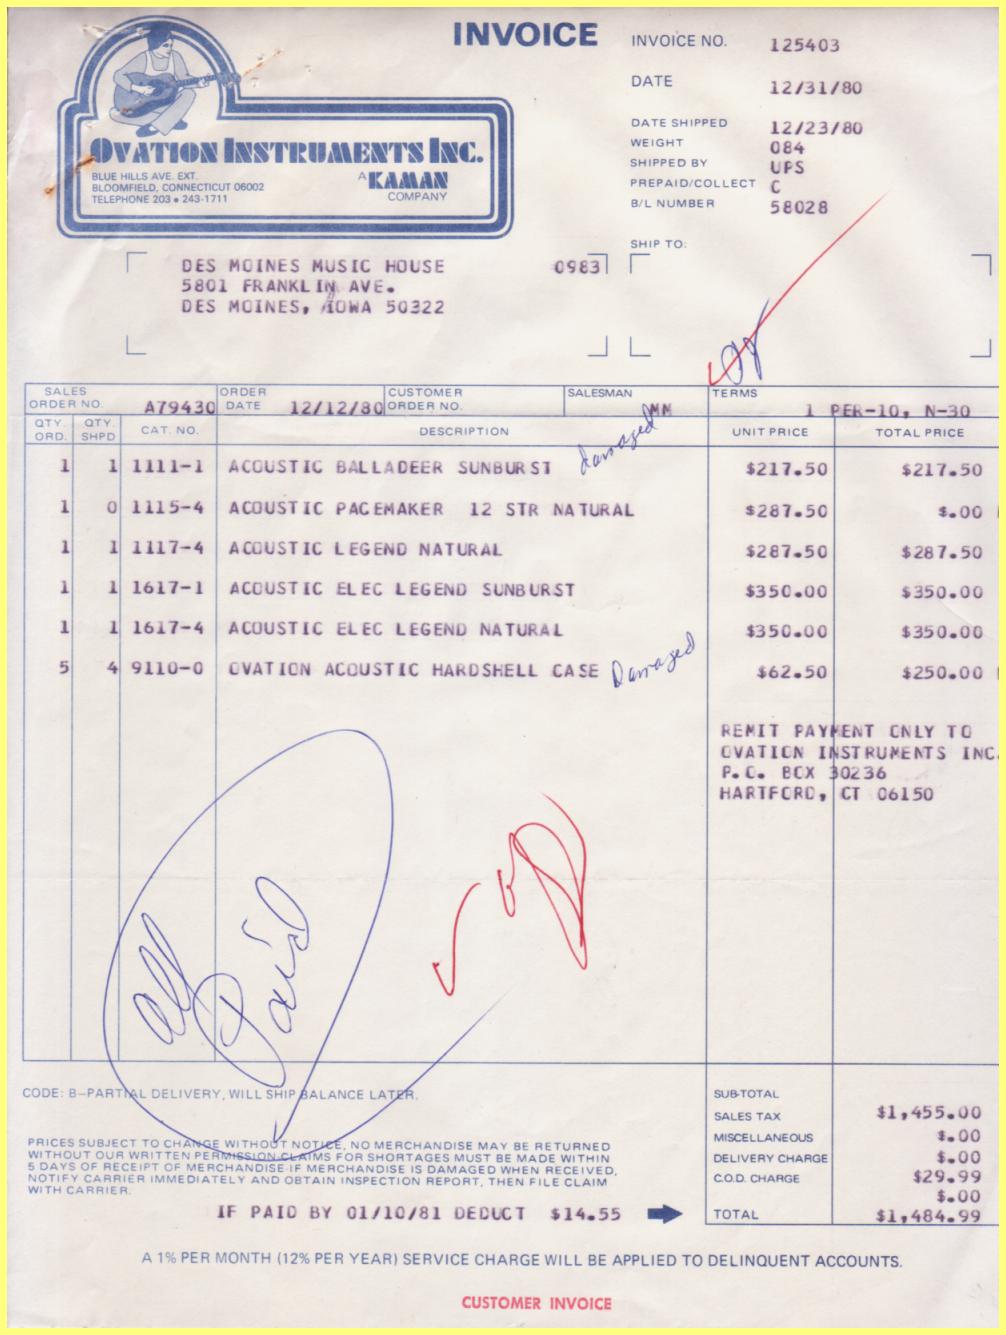 INVOICE
INVOICE NO. 125403
DATE 12/31/80
DATE SHIPPED 12/23/80
WEIGHT 084
SHIPPED BY UPS
PREPAID/COLLECT C
B/L NUMBER 58028
OVATION INSTRUMENTS INC.
BLUE HILLS AVE. EXT.
BLOOMFIELD, CONNECTICUT 06002
TELEPHONE 203 • 243-1711
A KAMAN COMPANY
SHIP TO:
DES MOINES MUSIC HOUSE 0983
5801 FRANKLIN AVE.
DES MOINES, IOWA 50322
SALES ORDER NO. A79430 ORDER DATE 12/12/80 CUSTOMER ORDER NO. SALESMAN MM TERMS 1 PER-10, N-30
QTY. ORD. QTY. SHPD CAT. NO. DESCRIPTION UNIT PRICE TOTAL PRICE
1 1 1111-1 ACOUSTIC BALLADEER SUNBURST damaged $217.50 $217.50
1 0 1115-4 ACOUSTIC PACEMAKER 12 STR NATURAL $287.50 $.00
1 1 1117-4 ACOUSTIC LEGEND NATURAL $287.50 $287.50
1 1 1617-1 ACOUSTIC ELEC LEGEND SUNBURST $350.00 $350.00
1 1 1617-4 ACOUSTIC ELEC LEGEND NATURAL $350.00 $350.00
5 4 9110-0 OVATION ACOUSTIC HARDSHELL CASE Damaged $62.50 $250.00
REMIT PAYMENT ONLY TO
OVATION INSTRUMENTS INC.
P.O. BOX 30236
HARTFORD, CT 06150
all Paid
CODE: B-PARTIAL DELIVERY, WILL SHIP BALANCE LATER.
SUB-TOTAL
SALES TAX $1,455.00
MISCELLANEOUS $.00
DELIVERY CHARGE $.00
C.O.D. CHARGE $29.99
$.00
TOTAL $1,484.99
PRICES SUBJECT TO CHANGE WITHOUT NOTICE, NO MERCHANDISE MAY BE RETURNED
WITHOUT OUR WRITTEN PERMISSION-CLAIMS FOR SHORTAGES MUST BE MADE WITHIN
5 DAYS OF RECEIPT OF MERCHANDISE-IF MERCHANDISE IS DAMAGED WHEN RECEIVED,
NOTIFY CARRIER IMMEDIATELY AND OBTAIN INSPECTION REPORT, THEN FILE CLAIM
WITH CARRIER.
IF PAID BY 01/10/81 DEDUCT $14.55
A 1% PER MONTH (12% PER YEAR) SERVICE CHARGE WILL BE APPLIED TO DELINQUENT ACCOUNTS.
CUSTOMER INVOICE